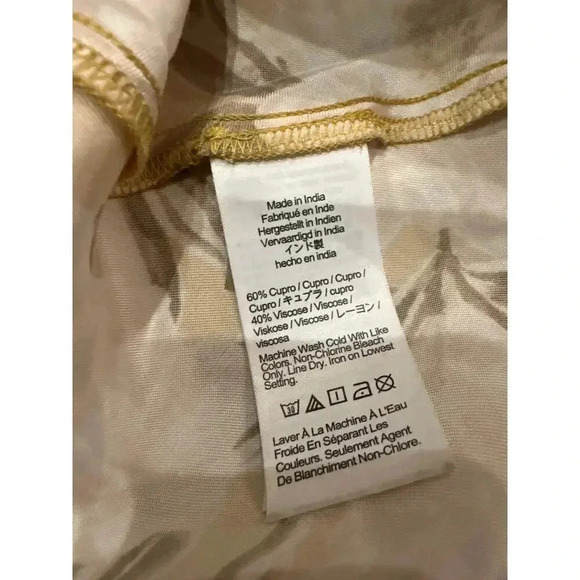 Made in India
Fabriqué en Inde
Hergestellt in Indien
Vervaardigd in India
インド製
hecho en india
60% Cupro / Cupro / Cupro /
Cupro / キュプラ / cupro
40% Viscose / Viscose /
Viskose / Viscose / レーヨン /
viscosa
Machine Wash Cold With Like
Colors. Non-Chlorine Bleach
Only. Line Dry. Iron on Lowest
Setting.
30
Laver À La Machine À L'Eau
Froide En Séparant Les
Couleurs. Seulement Agent
De Blanchiment Non-Chlore.